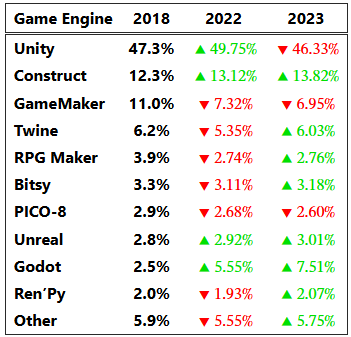 Game Engine 2018 2022 2023
Unity 47.3% ▲ 49.75% ▼ 46.33%
Construct 12.3% ▲ 13.12% ▲ 13.82%
GameMaker 11.0% ▼ 7.32% ▼ 6.95%
Twine 6.2% ▼ 5.35% ▲ 6.03%
RPG Maker 3.9% ▼ 2.74% ▲ 2.76%
Bitsy 3.3% ▼ 3.11% ▲ 3.18%
PICO-8 2.9% ▼ 2.68% ▼ 2.60%
Unreal 2.8% ▲ 2.92% ▲ 3.01%
Godot 2.5% ▲ 5.55% ▲ 7.51%
Ren´Py 2.0% ▼ 1.93% ▲ 2.07%
Other 5.9% ▼ 5.55% ▲ 5.75%